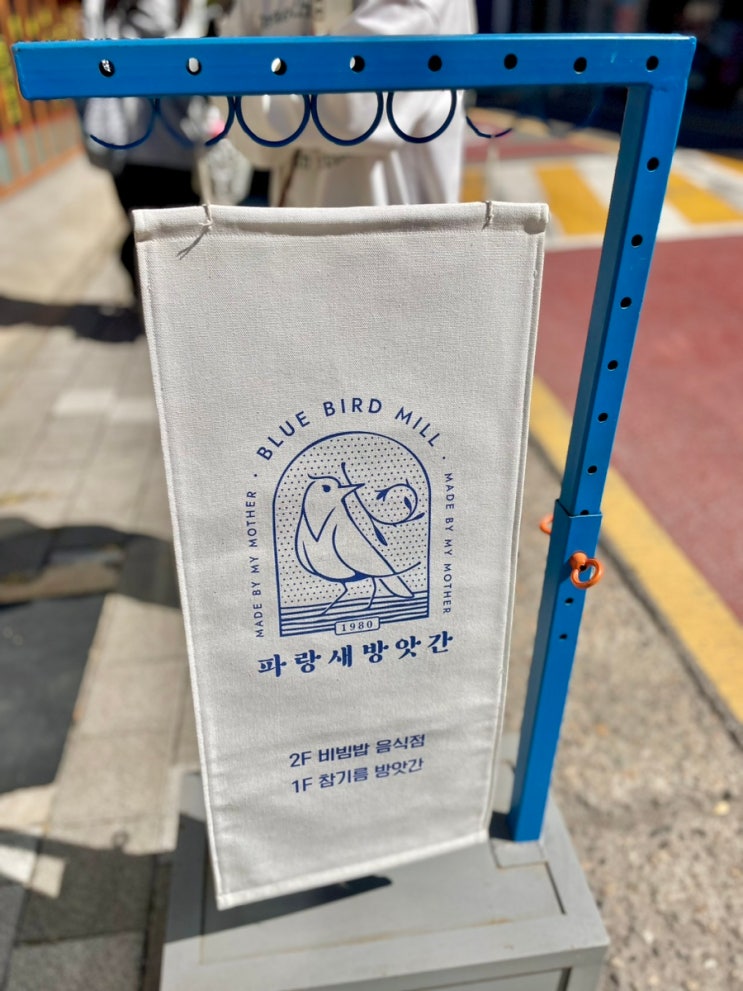 BLUE BIRD MILL
MADE BY MY MOTHER
MADE BY MY MOTHER
1980
파랑새방앗간
2F 비빔밥 음식점
1F 참기름 방앗간